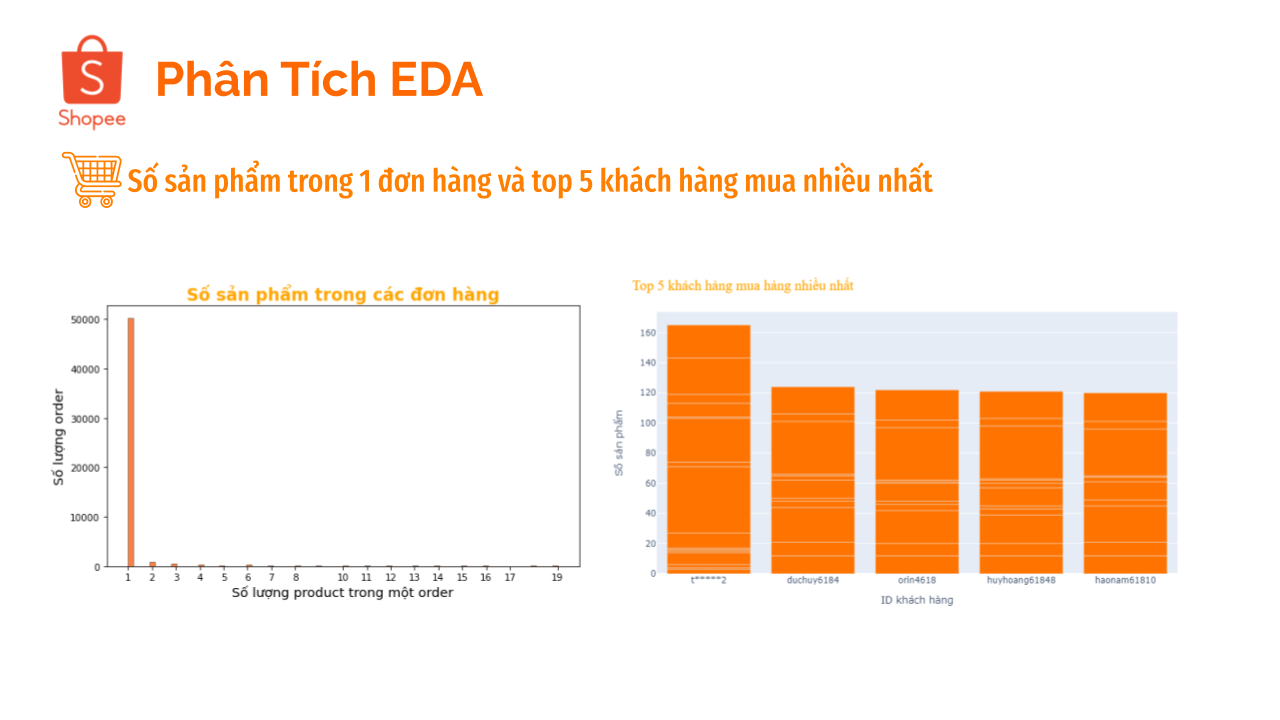 S
Shopee
Phân Tích EDA
Số sản phẩm trong 1 đơn hàng và top 5 khách hàng mua nhiều nhất
Số sản phẩm trong các đơn hàng
Số lượng order
50000
40000
30000
20000
10000
0
1 2 3 4 5 6 7 8 10 11 12 13 14 15 16 17 19
Số lượng product trong một order
Top 5 khách hàng mua hàng nhiều nhất
Số sản phẩm
160
140
120
100
80
60
40
20
0
t*****2 duchuy6184 orin4618 huyhoang61848 haonam61810
ID khách hàng